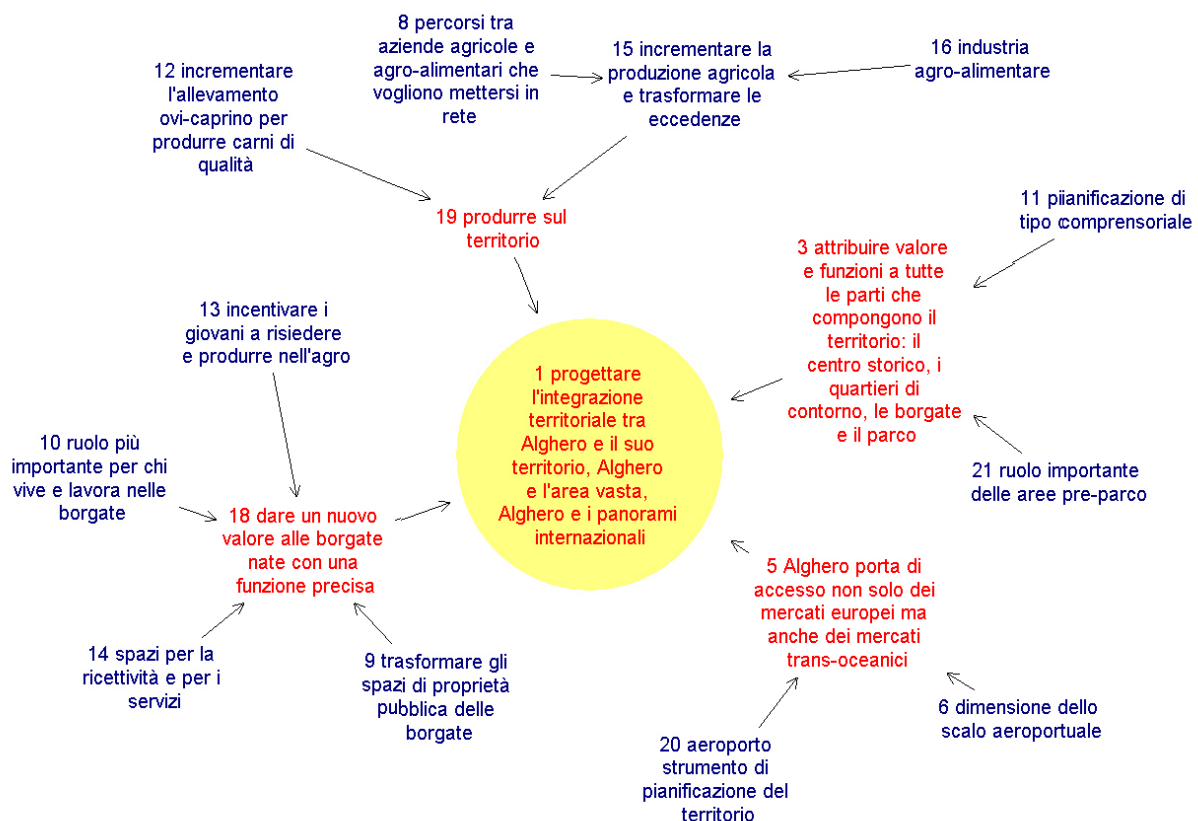 8 percorsi tra
aziende agricole e
agro-alimentari che
vogliono mettersi in
rete
15 incrementare la
produzione agricola
e trasformare le
eccedenze
16 industria
agro-alimentare
12 incrementare
l'allevamento
ovi-caprino per
produrre carni di
qualità
19 produrre sul
territorio
11 piianificazione di
tipo comprensoriale
3 attribuire valore
e funzioni a tutte
le parti che
compongono il
territorio: il
centro storico, i
quartieri di
contorno, le borgate
e il parco
13 incentivare i
giovani a risiedere
e produrre nell'agro
1 progettare
l'integrazione
territoriale tra
Alghero e il suo
territorio, Alghero
e l'area vasta,
Alghero e i panorami
internazionali
10 ruolo più
importante per chi
vive e lavora nelle
borgate
21 ruolo importante
delle aree pre-parco
18 dare un nuovo
valore alle borgate
nate con una
funzione precisa
5 Alghero porta di
accesso non solo dei
mercati europei ma
anche dei mercati
trans-oceanici
14 spazi per la
ricettività e per i
servizi
9 trasformare gli
spazi di proprietà
pubblica delle
borgate
6 dimensione dello
scalo aeroportuale
20 aeroporto
strumento di
pianificazione del
territorio